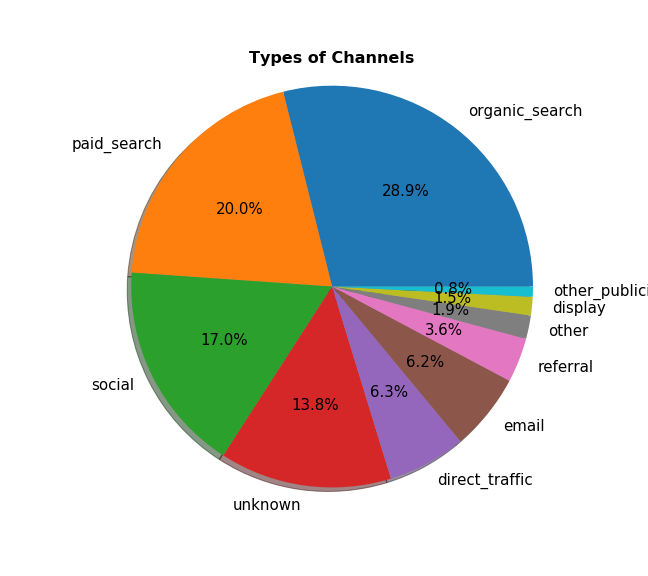 Types of Channels
organic_search
28.9%
paid_search
20.0%
social
17.0%
unknown
13.8%
direct_traffic
6.3%
email
6.2%
referral
3.6%
other
1.9%
display
1.5%
other_publici
0.8%